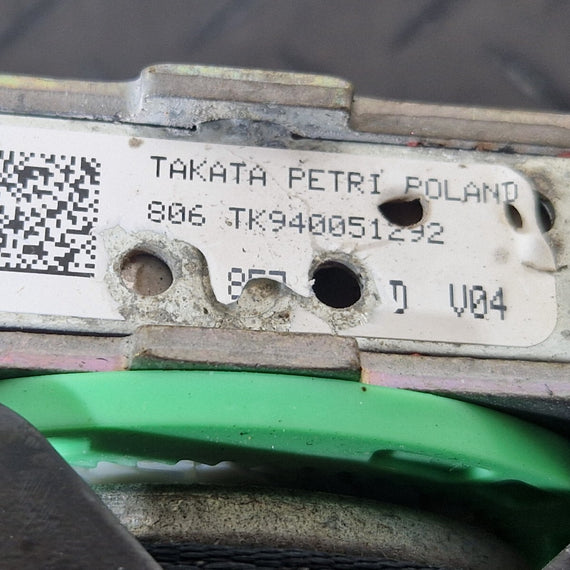 TAKATA PETRI POLAND
806 TK940051292
V04